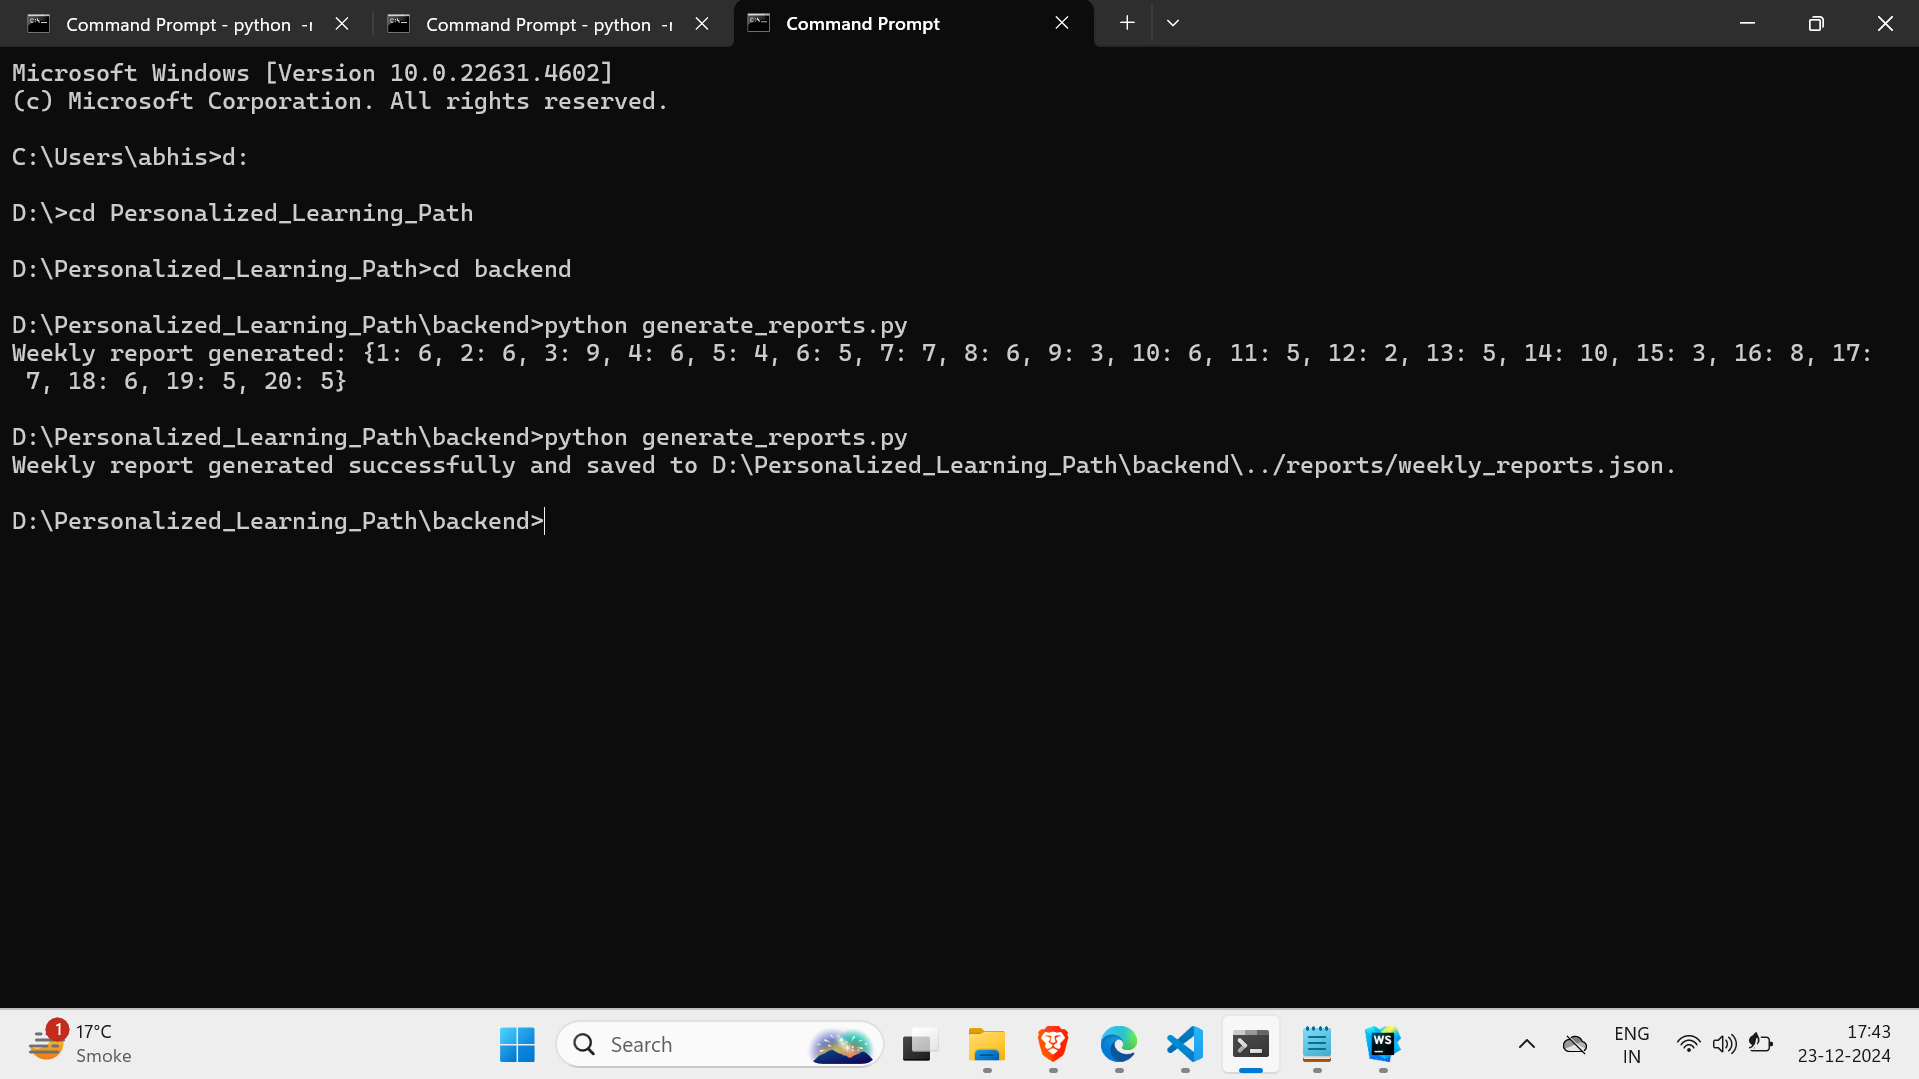 Command Prompt - python -r
Command Prompt - python -r
Command Prompt
Microsoft Windows [Version 10.0.22631.4602]
(c) Microsoft Corporation. All rights reserved.
C:\Users\abhis>d:
D:\>cd Personalized_Learning_Path
D:\Personalized_Learning_Path>cd backend
D:\Personalized_Learning_Path\backend>python generate_reports.py
Weekly report generated: {1: 6, 2: 6, 3: 9, 4: 6, 5: 4, 6: 5, 7: 7, 8: 6, 9: 3, 10: 6, 11: 5, 12: 2, 13: 5, 14: 10, 15: 3, 16: 8, 17:
7, 18: 6, 19: 5, 20: 5}
D:\Personalized_Learning_Path\backend>python generate_reports.py
Weekly report generated successfully and saved to D:\Personalized_Learning_Path\backend\../reports/weekly_reports.json.
D:\Personalized_Learning_Path\backend>
1
17°C
Smoke
Search
WS
ENG
IN
17:43
23-12-2024